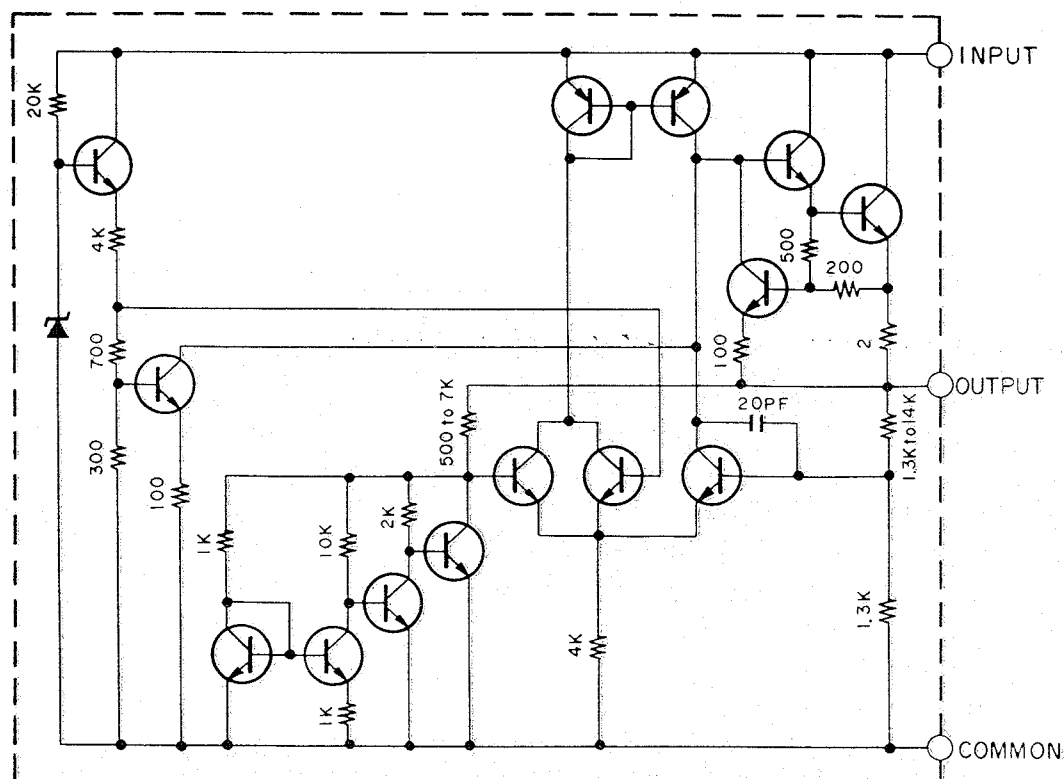 INPUT
20K
4K
500
200
2
700
100
OUTPUT
500 to 7K
20PF
1.3K to 14K
300
100
1K
10K
2K
4K
1.3K
1K
COMMON